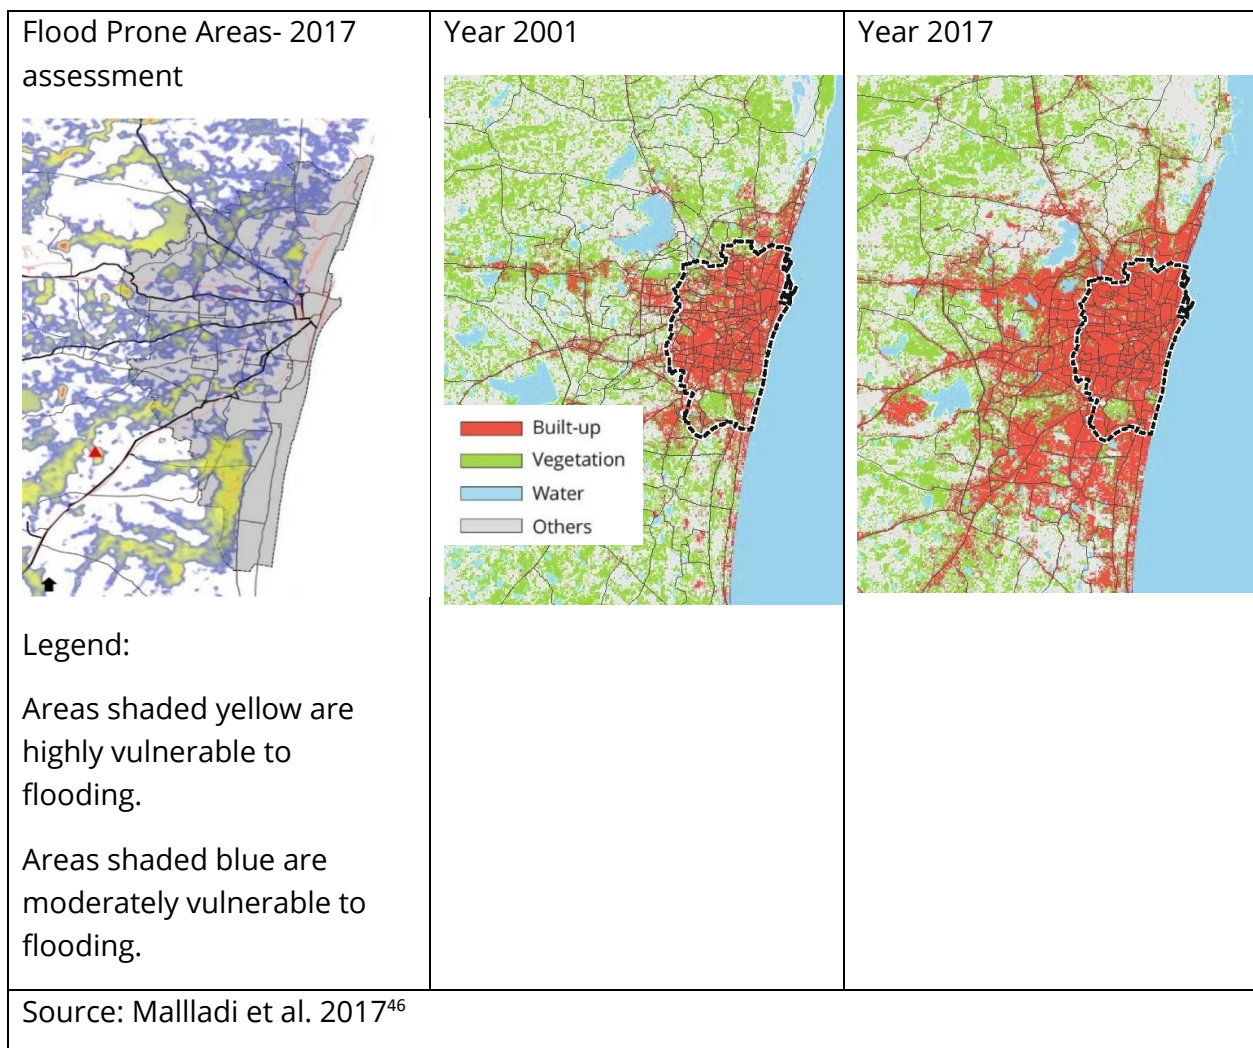 Flood Prone Areas- 2017
assessment
Legend:
Areas shaded yellow are
highly vulnerable to
flooding.
Areas shaded blue are
moderately vulnerable to
flooding.
Year 2001
Built-up
Vegetation
Water
Others
Year 2017
Source: Mallladi et al. 2017⁴⁶